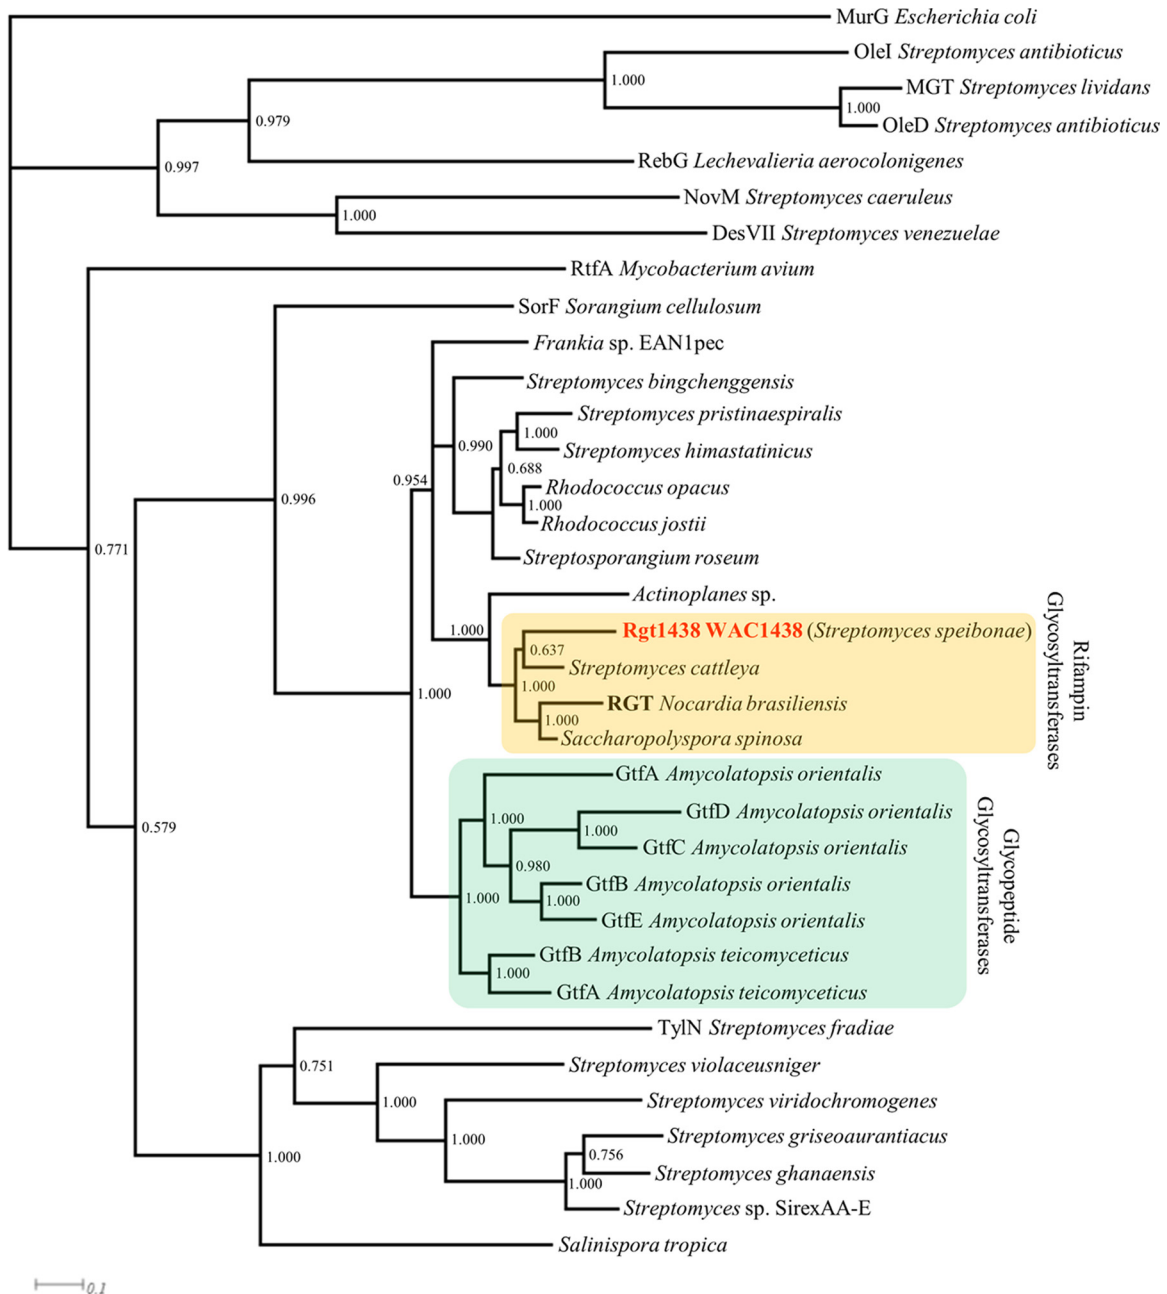 MurG Escherichia coli
OleI Streptomyces antibioticus
1.000
MGT Streptomyces lividans
1.000
OleD Streptomyces antibioticus
0.979
RebG Lechevalieria aerocolonigenes
0.997
NovM Streptomyces caeruleus
1.000
DesVII Streptomyces venezuelae
RtfA Mycobacterium avium
SorF Sorangium cellulosum
Frankia sp. EAN1pec
Streptomyces bingchenggensis
Streptomyces pristinaespiralis
1.000
0.990
Streptomyces himastatinicus
0.688
0.954
Rhodococcus opacus
0.996
1.000
Rhodococcus jostii
0.771
Streptosporangium roseum
Actinoplanes sp.
1.000
Rgt1438 WAC1438 (Streptomyces speibonae)
0.637
Streptomyces cattleya
1.000
1.000
RGT Nocardia brasiliensis
1.000
Saccharopolyspora spinosa
Rifampin
Glycosyltransferases
GtfA Amycolatopsis orientalis
GtfD Amycolatopsis orientalis
1.000
0.579
1.000
GtfC Amycolatopsis orientalis
0.980
GtfB Amycolatopsis orientalis
1.000
1.000
GtfE Amycolatopsis orientalis
GtfB Amycolatopsis teicomyceticus
1.000
GtfA Amycolatopsis teicomyceticus
Glycopeptide
Glycosyltransferases
TylN Streptomyces fradiae
0.751
Streptomyces violaceusniger
1.000
Streptomyces viridochromogenes
1.000
Streptomyces griseoaurantiacus
1.000
0.756
Streptomyces ghanaensis
1.000
Streptomyces sp. SirexAA-E
Salinispora tropica
0.1